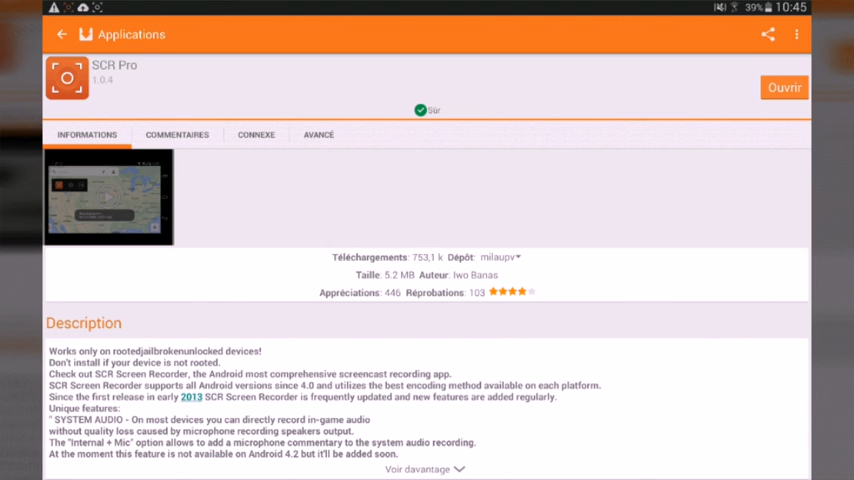 39% 10:45
Applications
SCR Pro
1.0.4
Ouvrir
Sûr
INFORMATIONS COMMENTAIRES CONNEXE AVANCÉ
Téléchargements: 753,1 k Dépôt: milaupv
Taille: 5.2 MB Auteur: Iwo Banas
Appréciations: 446 Réprobations: 103
Description
Works only on rootedjailbrokenunlocked devices!
Don't install if your device is not rooted.
Check out SCR Screen Recorder, the Android most comprehensive screencast recording app.
SCR Screen Recorder supports all Android versions since 4.0 and utilizes the best encoding method available on each platform.
Since the first release in early 2013 SCR Screen Recorder is frequently updated and new features are added regularly.
Unique features:
" SYSTEM AUDIO - On most devices you can directly record in-game audio
without quality loss caused by microphone recording speakers output.
The "Internal + Mic" option allows to add a microphone commentary to the system audio recording.
At the moment this feature is not available on Android 4.2 but it'll be added soon.
Voir davantage